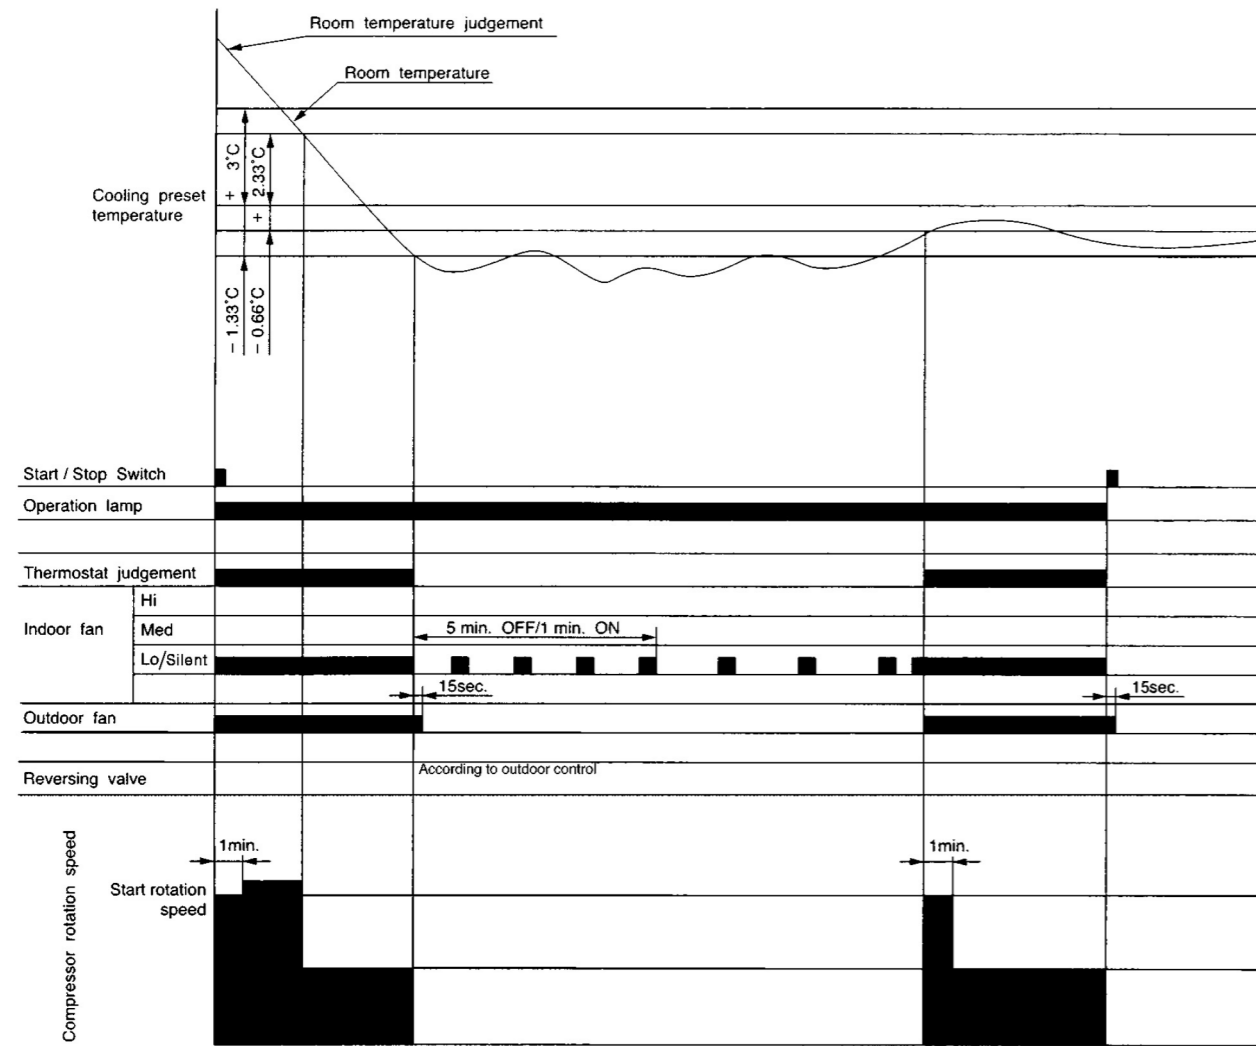 Room temperature judgement
Room temperature
+ 3°C
+ 2.33°C
Cooling preset
temperature
− 1.33°C
− 0.66°C
Start / Stop Switch
Operation lamp
Thermostat judgement
Indoor fan
Hi
Med
5 min. OFF/1 min. ON
Lo/Silent
15sec.
15sec.
Outdoor fan
According to outdoor control
Reversing valve
Compressor rotation speed
1min.
1min.
Start rotation
speed